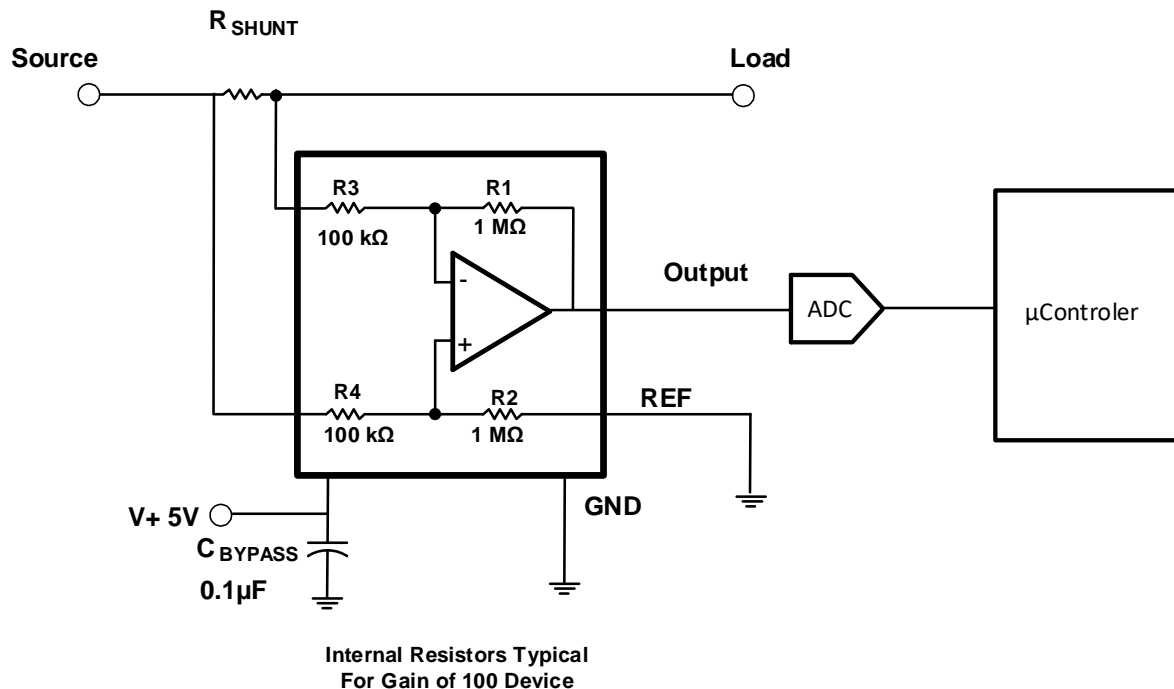 R SHUNT
Source
Load
R3
R1
100 kΩ
1 MΩ
-
Output
ADC
µControler
+
R4
R2
REF
100 kΩ
1 MΩ
GND
V+ 5V
C BYPASS
0.1µF
Internal Resistors Typical
For Gain of 100 Device